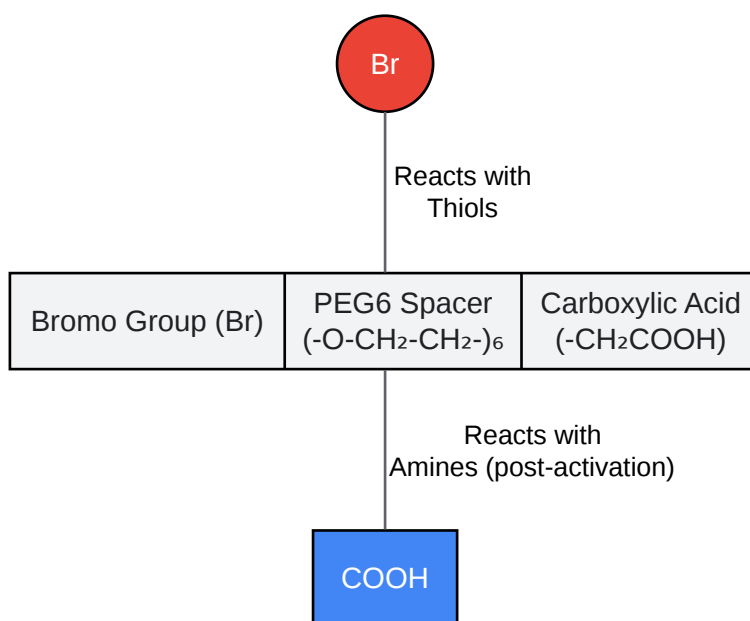 Br
Reacts with
Thiols
Bromo Group (Br)
PEG6 Spacer
(-O-CH₂-CH₂-)₆
Carboxylic Acid
(-CH₂COOH)
Reacts with
Amines (post-activation)
COOH